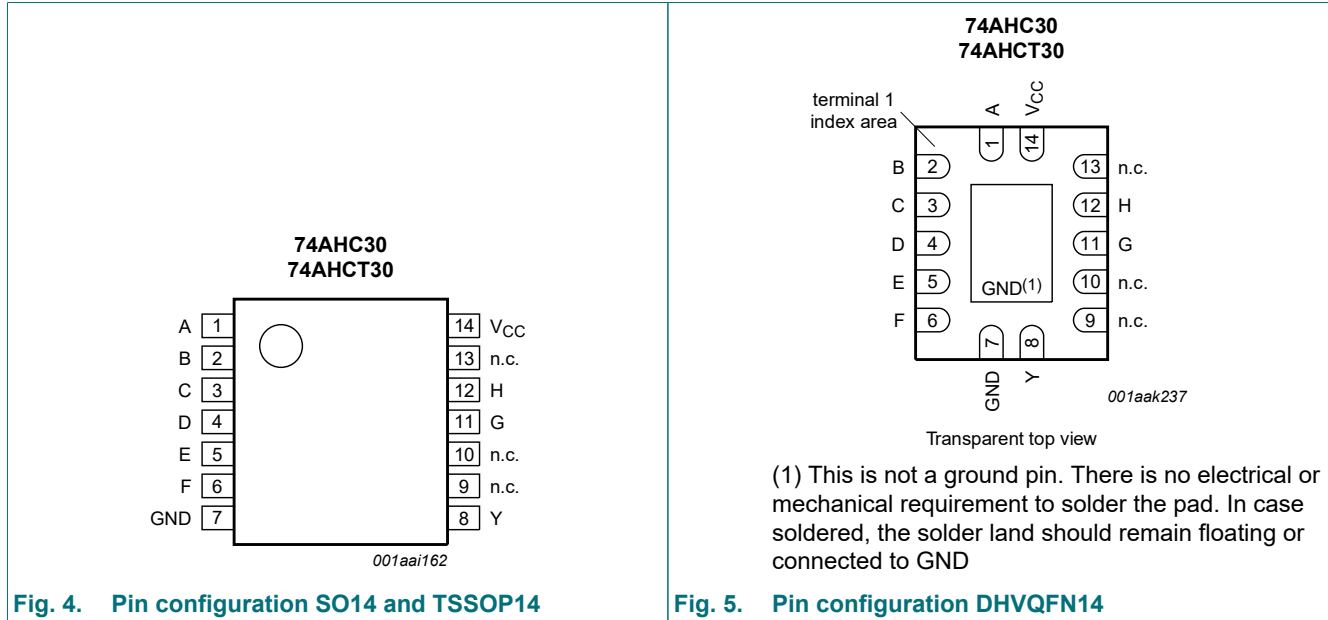 74AHC30
74AHCT30
A 1
B 2
C 3
D 4
E 5
F 6
GND 7
14 VCC
13 n.c.
12 H
11 G
10 n.c.
9 n.c.
8 Y
001aai162
Fig. 4. Pin configuration SO14 and TSSOP14
74AHC30
74AHCT30
terminal 1
index area
A
VCC
1
14
B 2
C 3
D 4
E 5
F 6
13 n.c.
12 H
11 G
10 n.c.
9 n.c.
GND(1)
7
8
GND
Y
001aak237
Transparent top view
(1) This is not a ground pin. There is no electrical or
mechanical requirement to solder the pad. In case
soldered, the solder land should remain floating or
connected to GND
Fig. 5. Pin configuration DHVQFN14